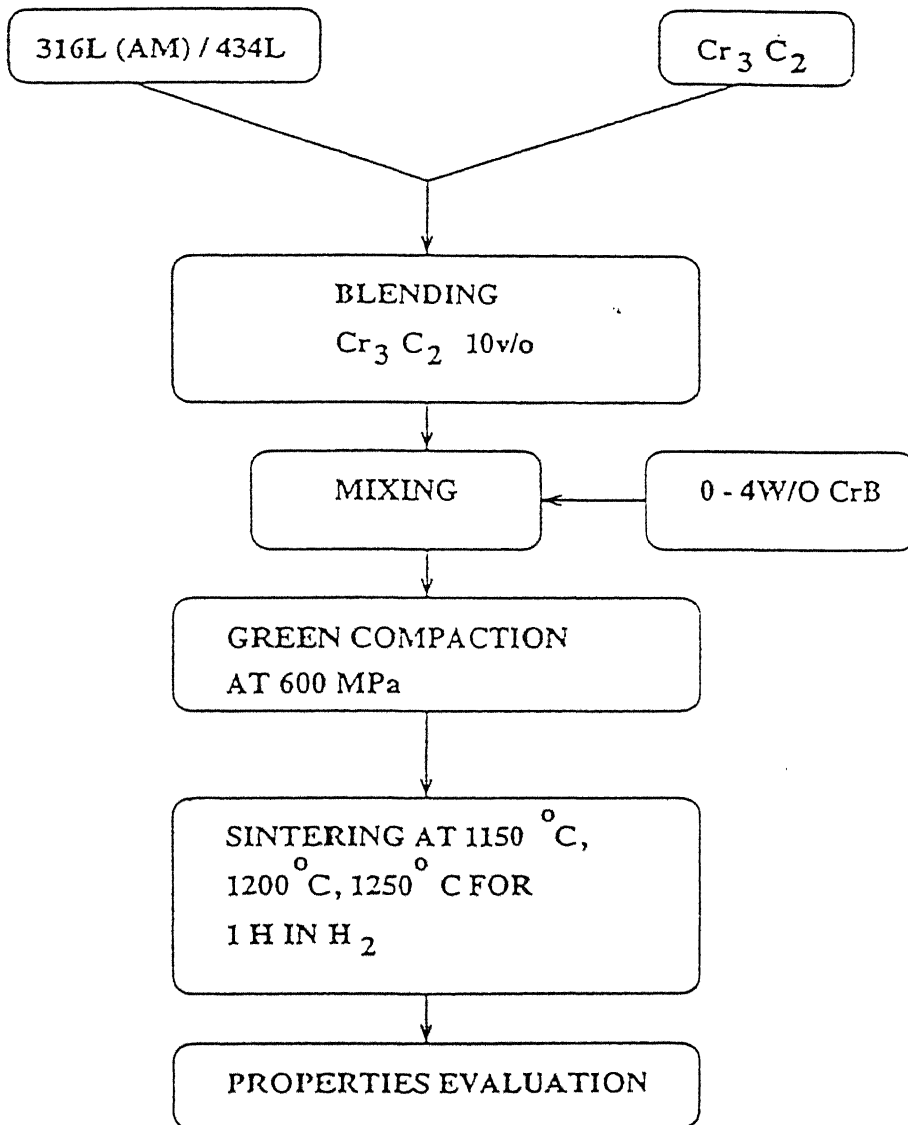 316L (AM) / 434L
Cr3 C2
BLENDING
Cr3 C2 10v/o
MIXING
0 - 4W/O CrB
GREEN COMPACTION
AT 600 MPa
SINTERING AT 1150 °C,
1200°C, 1250° C FOR
1 H IN H2
PROPERTIES EVALUATION